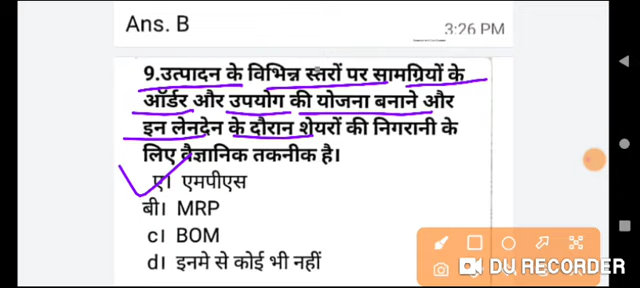 Ans. B
3:26 PM
9.उत्पादन के विभिन्न स्तरों पर सामग्रियों के
ऑर्डर और उपयोग की योजना बनाने और
इन लेनदेन के दौरान शेयरों की निगरानी के
लिए वैज्ञानिक तकनीक है।
ए। एमपीएस
बी। MRP
c। BOM
d। इनमे से कोई भी नहीं
DU RECORDER